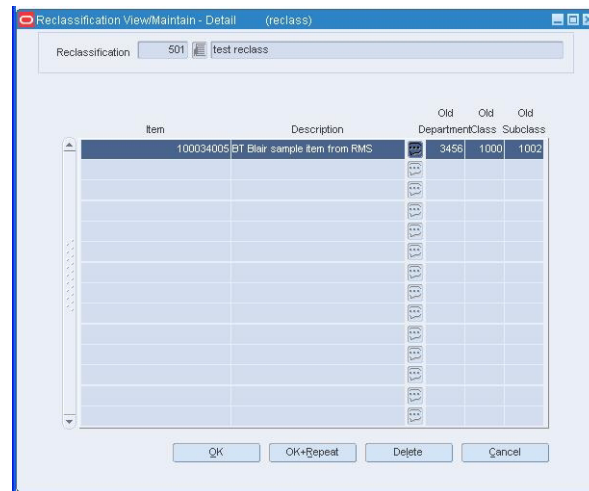 Reclassification View/Maintain - Detail (reclass)
Reclassification 501 test reclass
Old Old Old
Item Description Department Class Subclass
100034005 BT Blair sample item from RMS 3456 1000 1002
OK OK+Repeat Delete Cancel